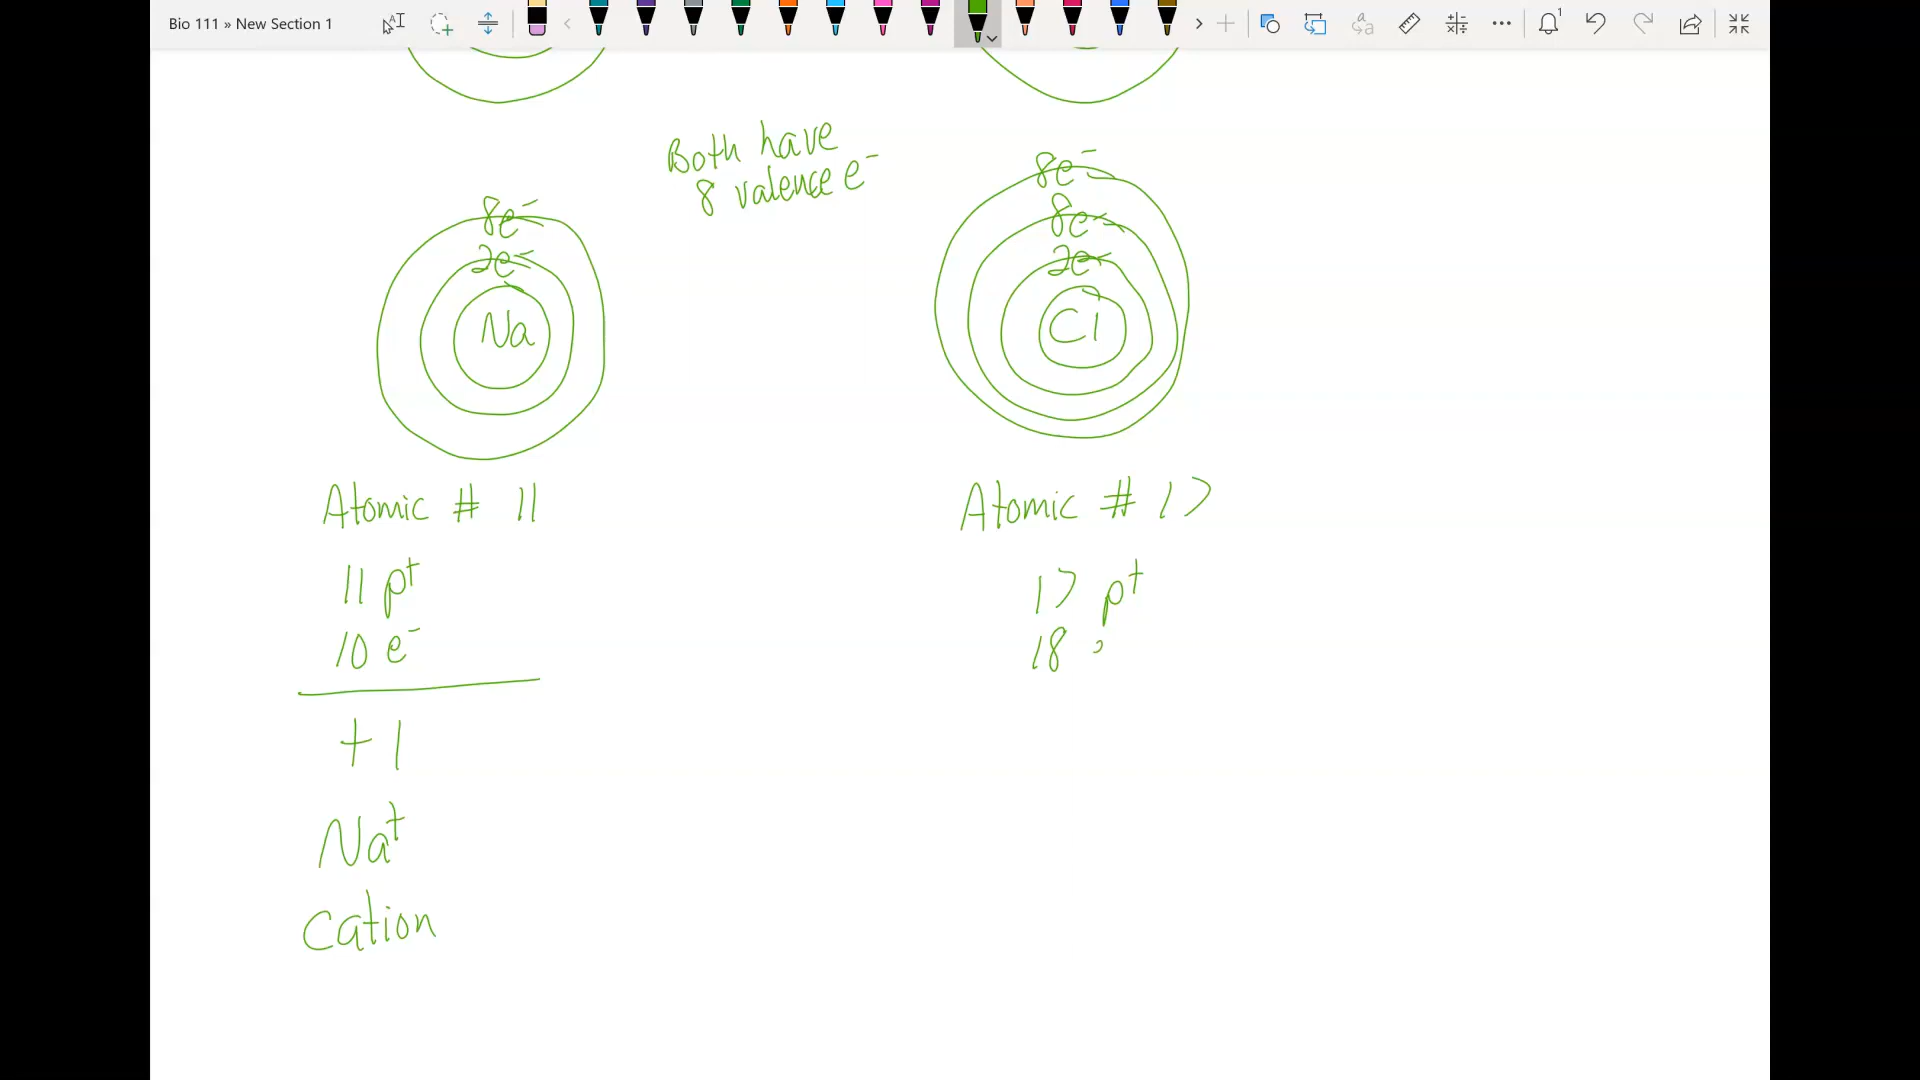 Bio 111 » New Section 1
Both have
8 valence e⁻
8e⁻
2e⁻
Na
8e⁻
8e⁻
2e⁻
Cl
Atomic # 11
11 p⁺
10 e⁻
+1
Na⁺
Cation
Atomic # 17
17 p⁺
18